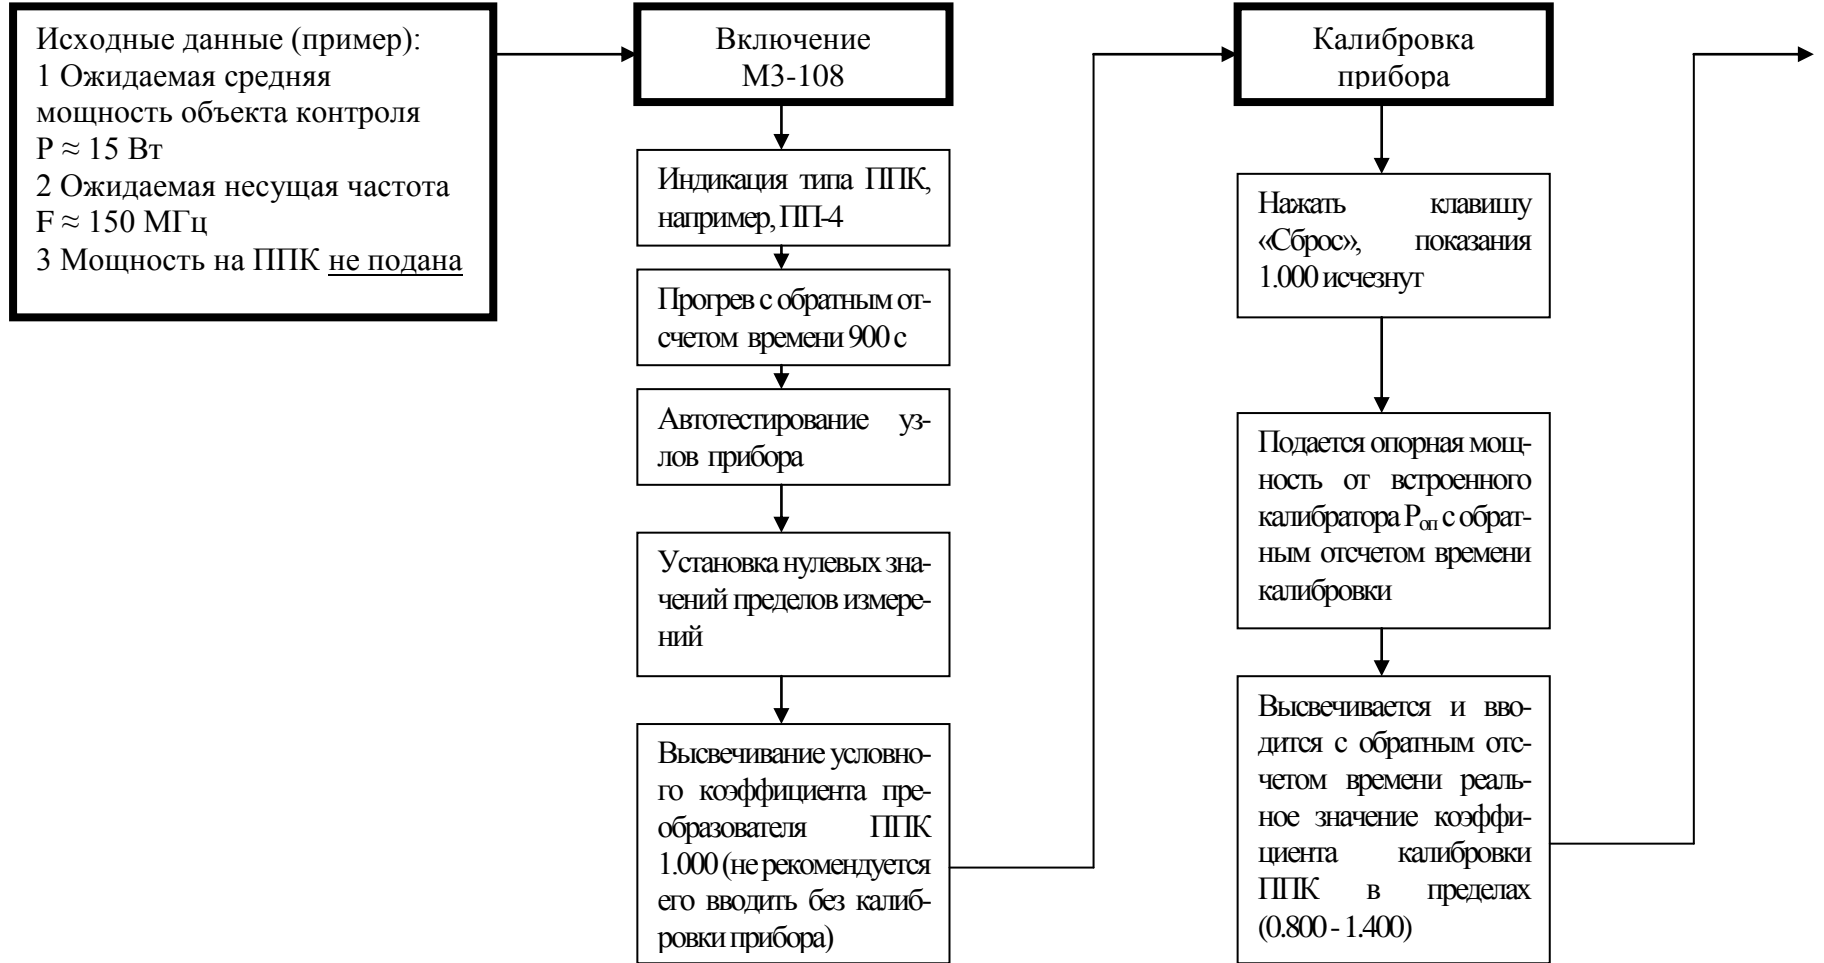 Исходные данные (пример):
1 Ожидаемая средняя
мощность объекта контроля
P ≈ 15 Вт
2 Ожидаемая несущая частота
F ≈ 150 МГц
3 Мощность на ППК не подана
Включение
М3-108
Индикация типа ППК,
например, ПП-4
Прогрев с обратным от-
счетом времени 900 с
Автотестирование уз-
лов прибора
Установка нулевых зна-
чений пределов измере-
ний
Высвечивание условно-
го коэффициента пре-
образователя ППК
1.000 (не рекомендуется
его вводить без калиб-
ровки прибора)
Калибровка
прибора
Нажать клавишу
«Сброс», показания
1.000 исчезнут
Подается опорная мощ-
ность от встроенного
калибратора Pоп с обрат-
ным отсчетом времени
калибровки
Высвечивается и вво-
дится с обратным отс-
четом времени реаль-
ное значение коэффи-
циента калибровки
ППК в пределах
(0.800 - 1.400)